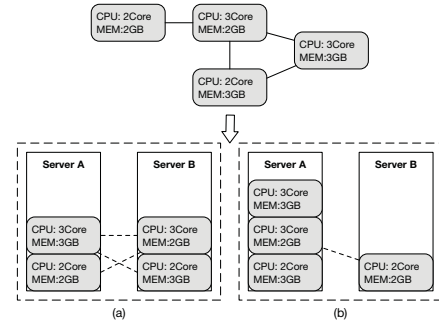 CPU: 2Core
MEM:2GB
CPU: 3Core
MEM:2GB
CPU: 3Core
MEM:3GB
CPU: 2Core
MEM:3GB
Server A
Server B
CPU: 3Core
MEM:3GB
CPU: 2Core
MEM:2GB
CPU: 3Core
MEM:2GB
CPU: 2Core
MEM:3GB
(a)
Server A
Server B
CPU: 3Core
MEM:3GB
CPU: 3Core
MEM:2GB
CPU: 2Core
MEM:3GB
CPU: 2Core
MEM:2GB
(b)